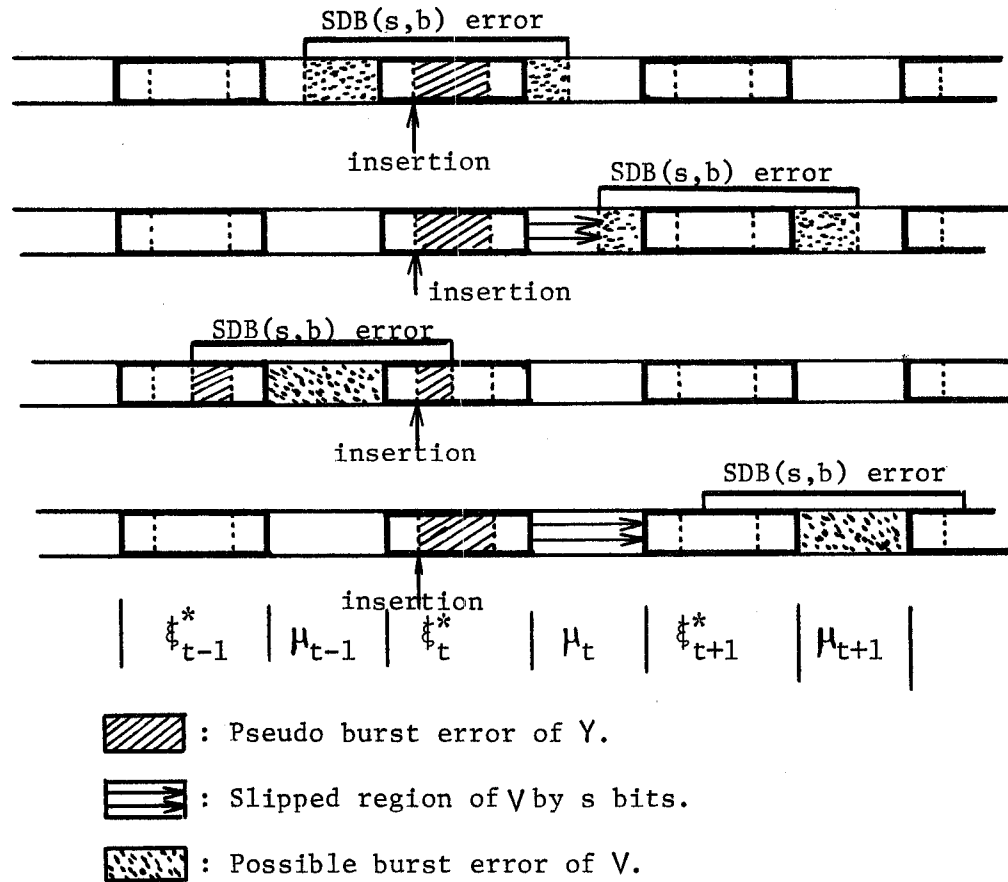 SDB(s,b) error
insertion
SDB(s,b) error
insertion
SDB(s,b) error
insertion
SDB(s,b) error
insertion
ξ*t-1 μt-1 ξ*t μt ξ*t+1 μt+1
: Pseudo burst error of Y.
: Slipped region of V by s bits.
: Possible burst error of V.